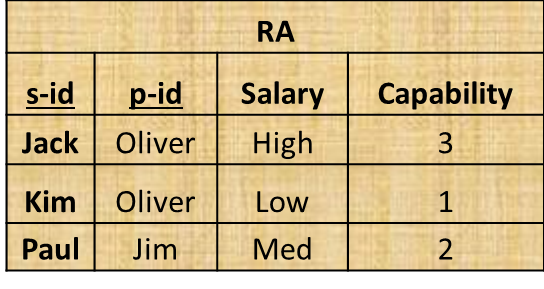 RA
s-id p-id Salary Capability
Jack Oliver High 3
Kim Oliver Low 1
Paul Jim Med 2